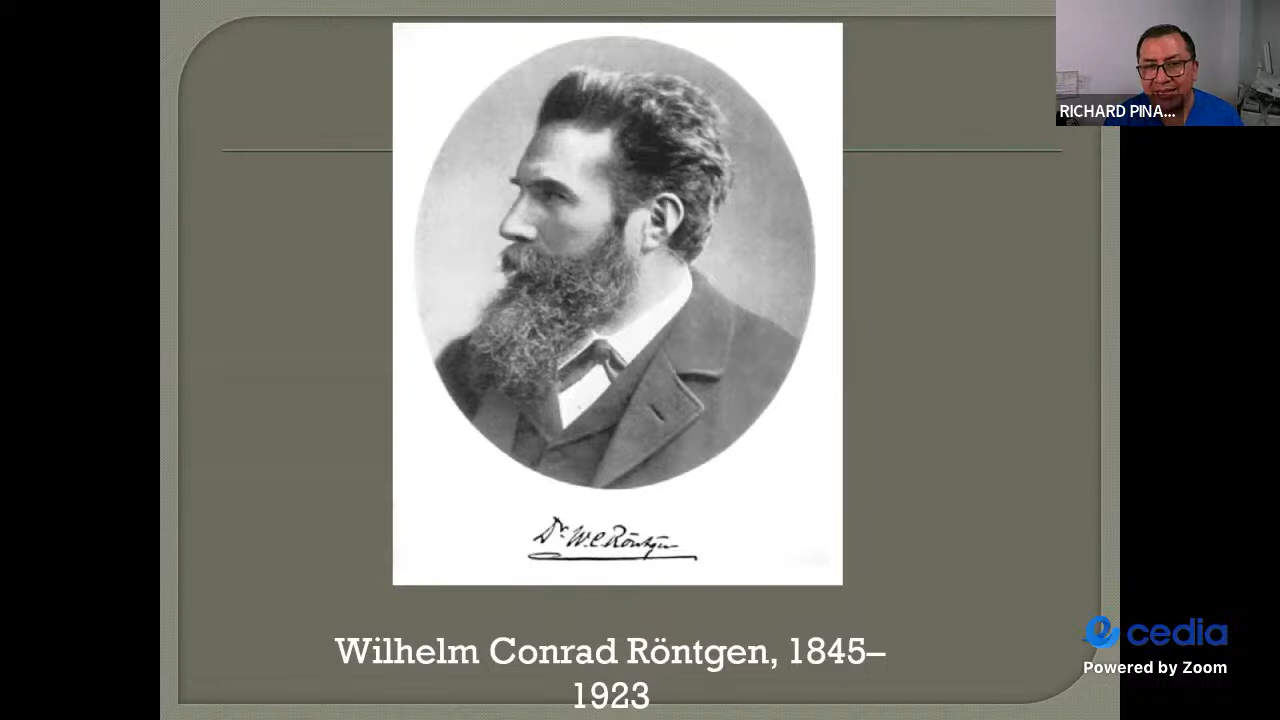 RICHARD PINA...
Dr. W.C. Röntgen
Wilhelm Conrad Röntgen, 1845–
1923
cedia
Powered by Zoom